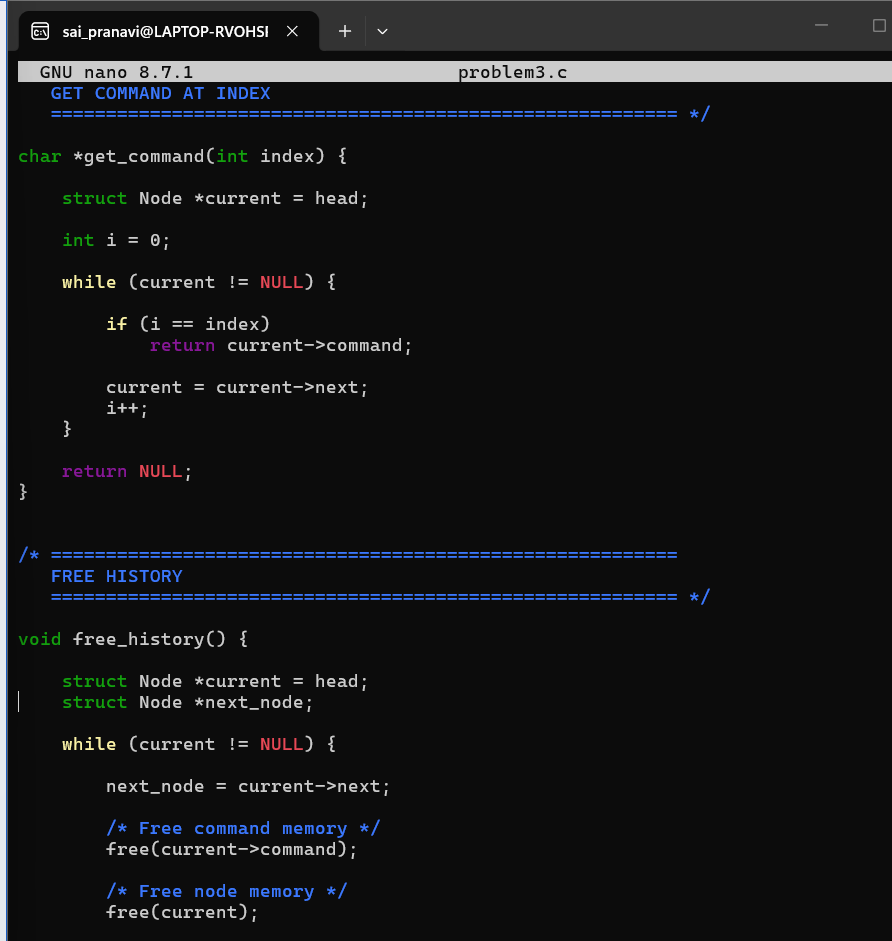 sai_pranavi@LAPTOP-RVOHSI
GNU nano 8.7.1 problem3.c
GET COMMAND AT INDEX
========================================================= */
char *get_command(int index) {
struct Node *current = head;
int i = 0;
while (current != NULL) {
if (i == index)
return current->command;
current = current->next;
i++;
}
return NULL;
}
/* =========================================================
FREE HISTORY
========================================================= */
void free_history() {
struct Node *current = head;
struct Node *next_node;
while (current != NULL) {
next_node = current->next;
/* Free command memory */
free(current->command);
/* Free node memory */
free(current);